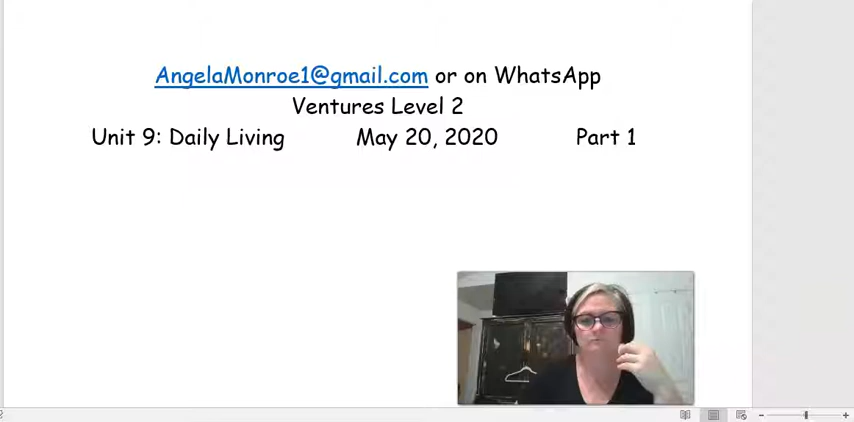 AngelaMonroe1@gmail.com or on WhatsApp
Ventures Level 2
Unit 9: Daily Living May 20, 2020 Part 1